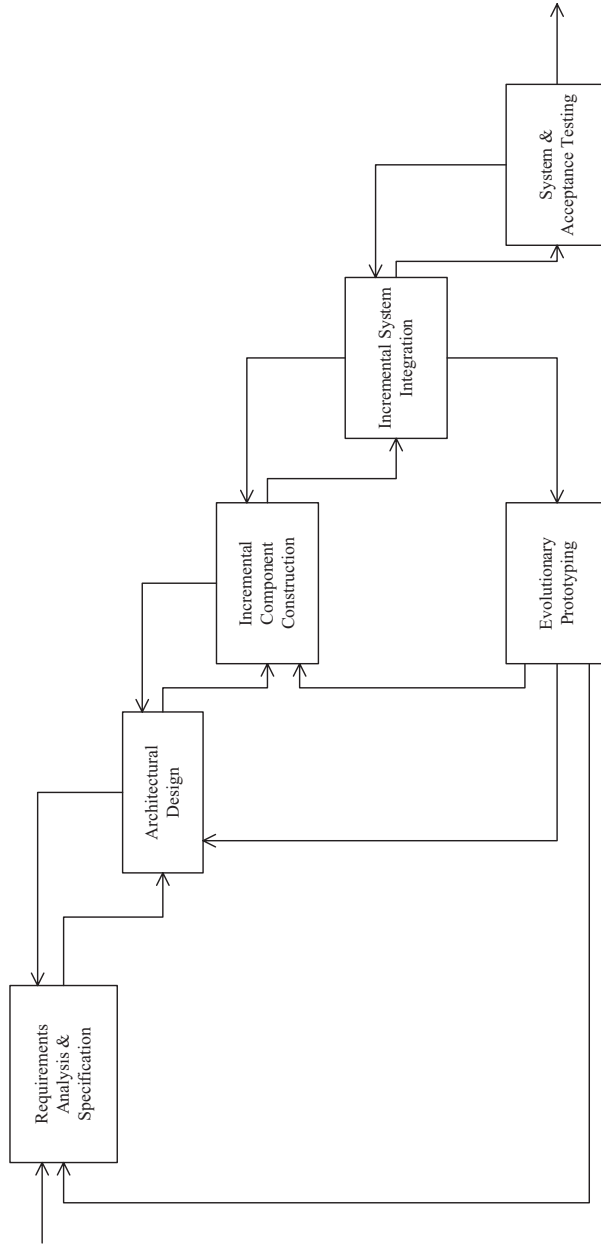 Requirements
Analysis &
Specification
Architectural
Design
Incremental
Component
Construction
Incremental System
Integration
System &
Acceptance Testing
Evolutionary
Prototyping